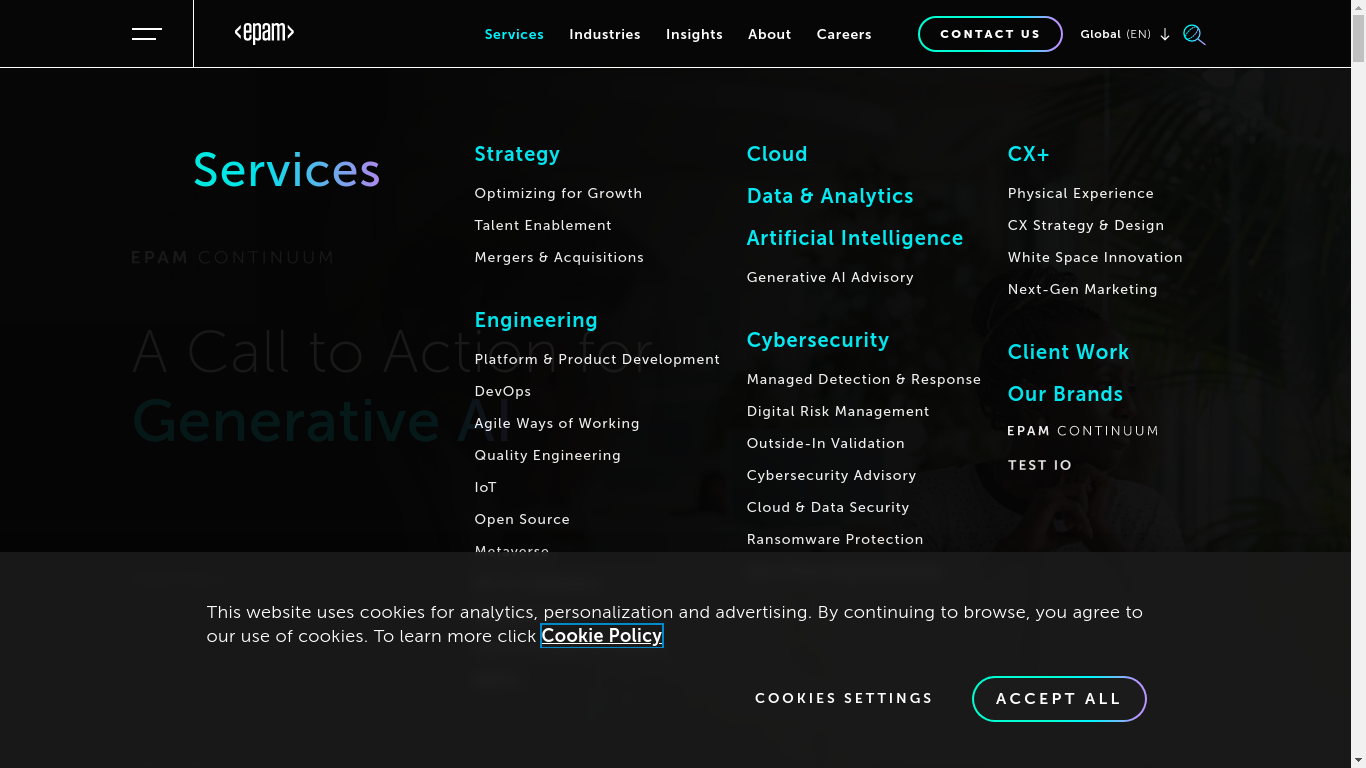 <epam>
Services
Industries
Insights
About
Careers
CONTACT US
Global (EN)
Services
EPAM CONTINUUM
A Call to Action for
Generative AI
Strategy
Optimizing for Growth
Talent Enablement
Mergers & Acquisitions
Engineering
Platform & Product Development
DevOps
Agile Ways of Working
Quality Engineering
IoT
Open Source
Metaverse
Cloud
Data & Analytics
Artificial Intelligence
Generative AI Advisory
Cybersecurity
Managed Detection & Response
Digital Risk Management
Outside-In Validation
Cybersecurity Advisory
Cloud & Data Security
Ransomware Protection
CX+
Physical Experience
CX Strategy & Design
White Space Innovation
Next-Gen Marketing
Client Work
Our Brands
EPAM CONTINUUM
TEST IO
This website uses cookies for analytics, personalization and advertising. By continuing to browse, you agree to
our use of cookies. To learn more click Cookie Policy
COOKIES SETTINGS
ACCEPT ALL